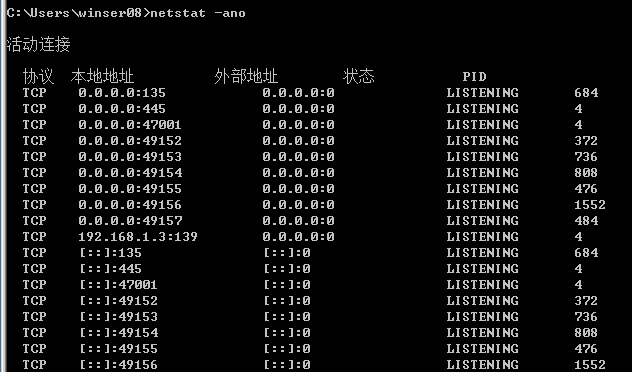 C:\Users\winser08>netstat -ano
活动连接
协议 本地地址 外部地址 状态 PID
TCP 0.0.0.0:135 0.0.0.0:0 LISTENING 684
TCP 0.0.0.0:445 0.0.0.0:0 LISTENING 4
TCP 0.0.0.0:47001 0.0.0.0:0 LISTENING 4
TCP 0.0.0.0:49152 0.0.0.0:0 LISTENING 372
TCP 0.0.0.0:49153 0.0.0.0:0 LISTENING 736
TCP 0.0.0.0:49154 0.0.0.0:0 LISTENING 808
TCP 0.0.0.0:49155 0.0.0.0:0 LISTENING 476
TCP 0.0.0.0:49156 0.0.0.0:0 LISTENING 1552
TCP 0.0.0.0:49157 0.0.0.0:0 LISTENING 484
TCP 192.168.1.3:139 0.0.0.0:0 LISTENING 4
TCP [::]:135 [::]:0 LISTENING 684
TCP [::]:445 [::]:0 LISTENING 4
TCP [::]:47001 [::]:0 LISTENING 4
TCP [::]:49152 [::]:0 LISTENING 372
TCP [::]:49153 [::]:0 LISTENING 736
TCP [::]:49154 [::]:0 LISTENING 808
TCP [::]:49155 [::]:0 LISTENING 476
TCP [::]:49156 [::]:0 LISTENING 1552